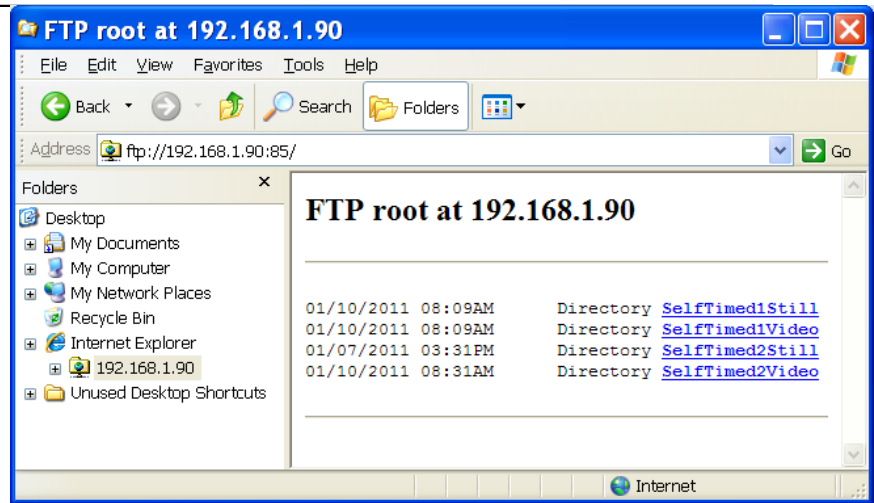 FTP root at 192.168.1.90
File Edit View Favorites Tools Help
Back Search Folders
Address ftp://192.168.1.90:85/ Go
Folders x
Desktop
My Documents
My Computer
My Network Places
Recycle Bin
Internet Explorer
192.168.1.90
Unused Desktop Shortcuts
FTP root at 192.168.1.90
01/10/2011 08:09AM Directory SelfTimed1Still
01/10/2011 08:09AM Directory SelfTimed1Video
01/07/2011 03:31PM Directory SelfTimed2Still
01/10/2011 08:31AM Directory SelfTimed2Video
Internet